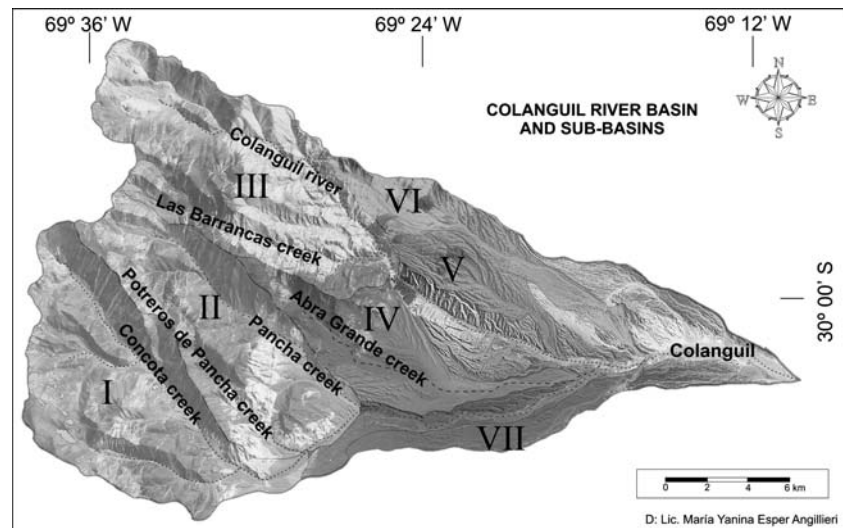 69º 36' W
69º 24' W
69º 12' W
N
W
E
S
COLANGUIL RIVER BASIN
AND SUB-BASINS
Colanguil river
III
VI
Las Barrancas creek
V
II
Abra Grande creek
IV
30º 00' S
Potreros de Pancha creek
Pancha creek
Concota creek
Colanguil
I
VII
0 2 4 6 km
D: Lic. María Yanina Esper Angillieri